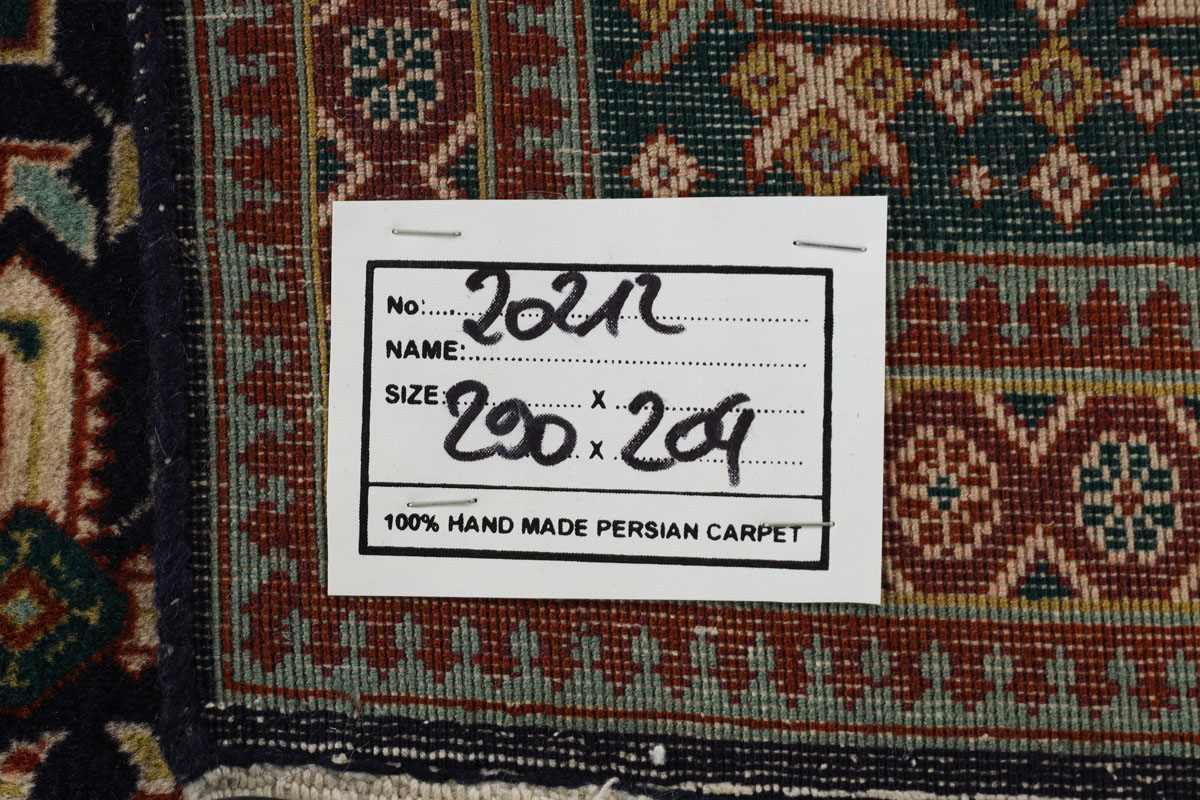 No: 20212
NAME:
SIZE: x
290 x 204
100% HAND MADE PERSIAN CARPET